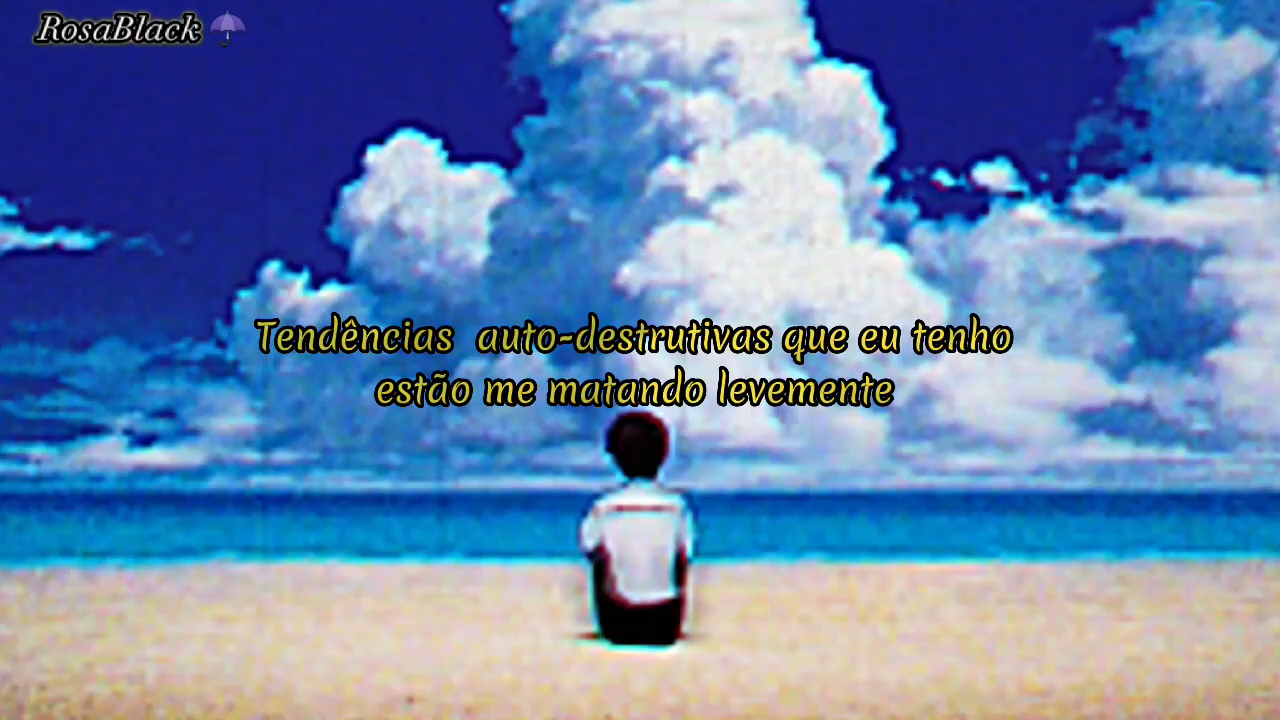 RosaBlack ☂
Tendências auto-destrutivas que eu tenho
estão me matando levemente